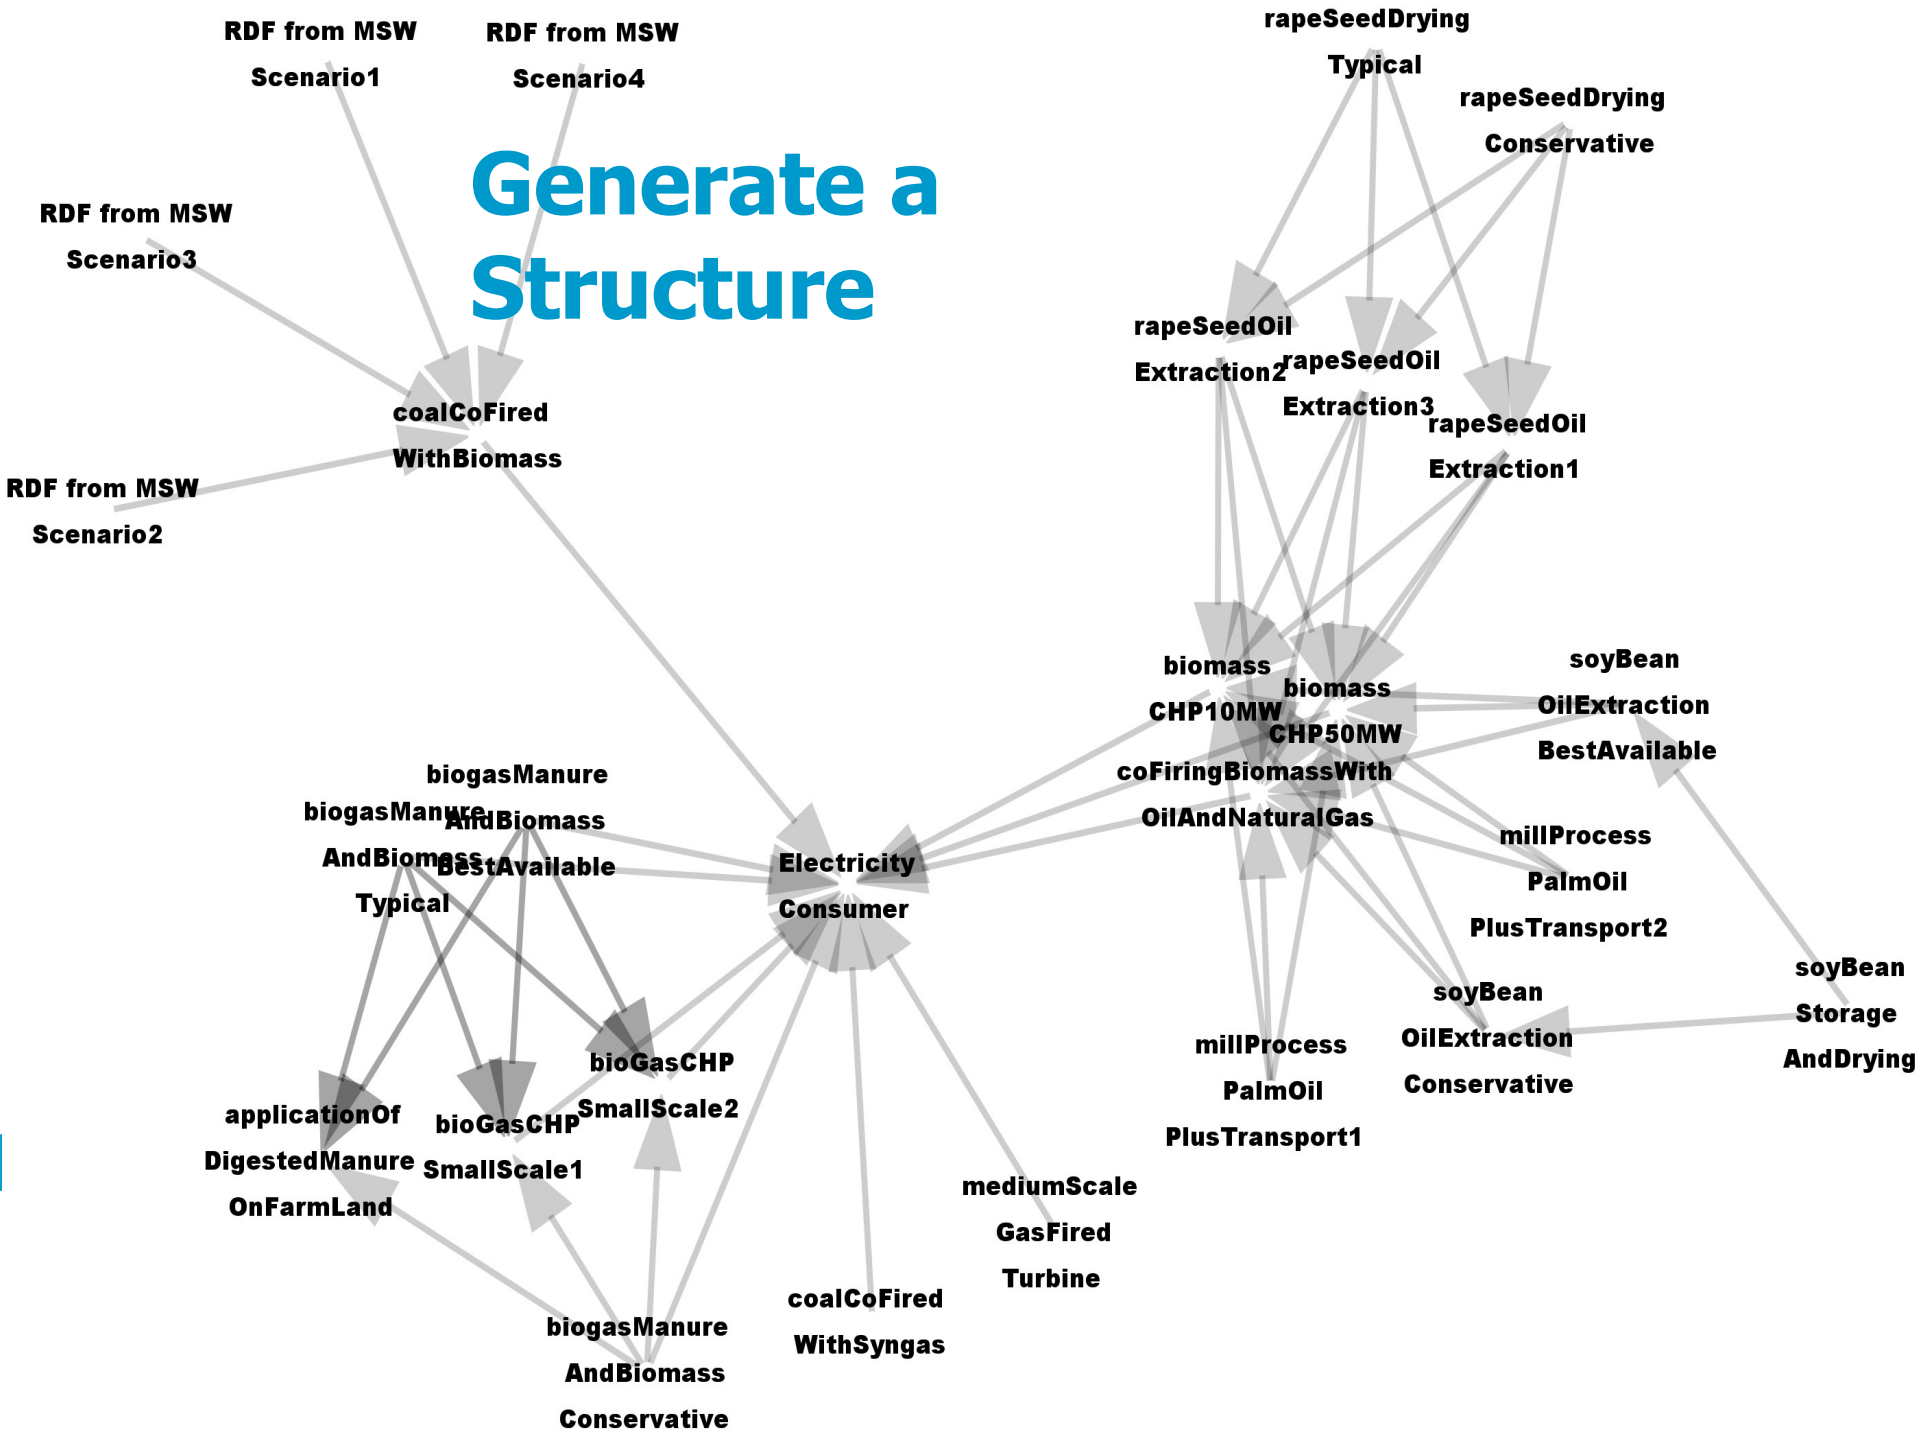 RDF from MSW
Scenario1
RDF from MSW
Scenario4
rapeSeedDrying
Typical
rapeSeedDrying
Conservative
Generate a
Structure
RDF from MSW
Scenario3
rapeSeedOil
Extraction2
rapeSeedOil
Extraction3
rapeSeedOil
Extraction1
coalCoFired
WithBiomass
RDF from MSW
Scenario2
biomass
CHP10MW
biomass
CHP50MW
soyBean
OilExtraction
BestAvailable
coFiringBiomassWith
OilAndNaturalGas
biogasManure
AndBiomass
BestAvailable
biogasManure
AndBiomass
Typical
Electricity
Consumer
millProcess
PalmOil
PlusTransport2
soyBean
Storage
AndDrying
soyBean
OilExtraction
Conservative
millProcess
PalmOil
PlusTransport1
bioGasCHP
SmallScale2
bioGasCHP
SmallScale1
applicationOf
DigestedManure
OnFarmLand
mediumScale
GasFired
Turbine
coalCoFired
WithSyngas
biogasManure
AndBiomass
Conservative